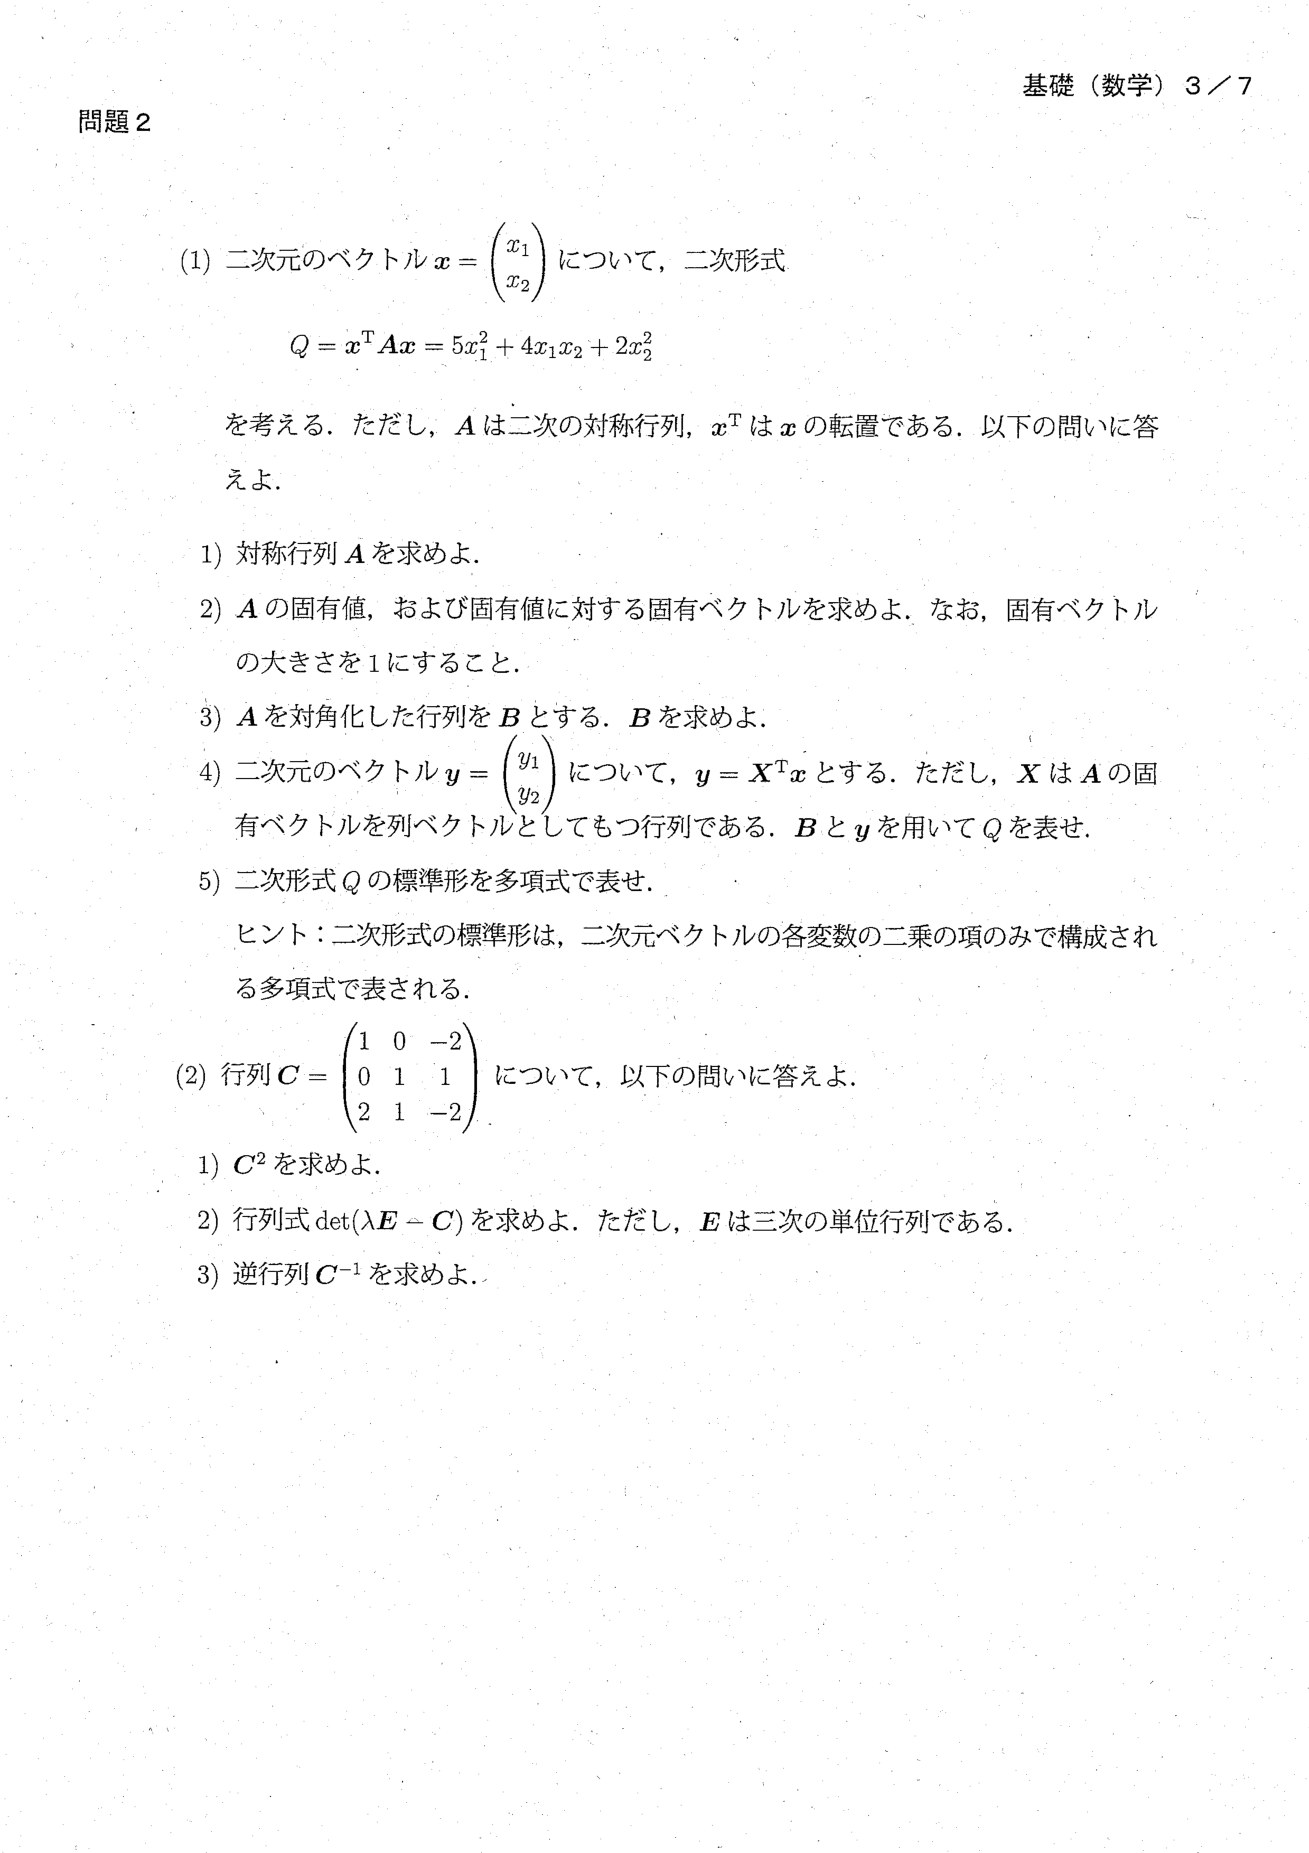 基礎（数学）３／７
問題２
(1) 二次元のベクトル x = (x₁ x₂) について，二次形式
Q = xᵀAx = 5x₁² + 4x₁x₂ + 2x₂²
を考える．ただし，A は二次の対称行列，xᵀ は x の転置である．以下の問いに答
えよ．
1) 対称行列 A を求めよ．
2) A の固有値，および固有値に対する固有ベクトルを求めよ．なお，固有ベクトル
の大きさを 1 にすること．
3) A を対角化した行列を B とする．B を求めよ．
4) 二次元のベクトル y = (y₁ y₂) について，y = Xᵀx とする．ただし，X は A の固
有ベクトルを列ベクトルとしてもつ行列である．B と y を用いて Q を表せ．
5) 二次形式 Q の標準形を多項式で表せ．
ヒント：二次形式の標準形は，二次元ベクトルの各変数の二乗の項のみで構成され
る多項式で表される．
(2) 行列 C = (1 0 −2 0 1 1 2 1 −2) について，以下の問いに答えよ．
1) C² を求めよ．
2) 行列式 det(λE − C) を求めよ．ただし，E は三次の単位行列である．
3) 逆行列 C⁻¹ を求めよ．